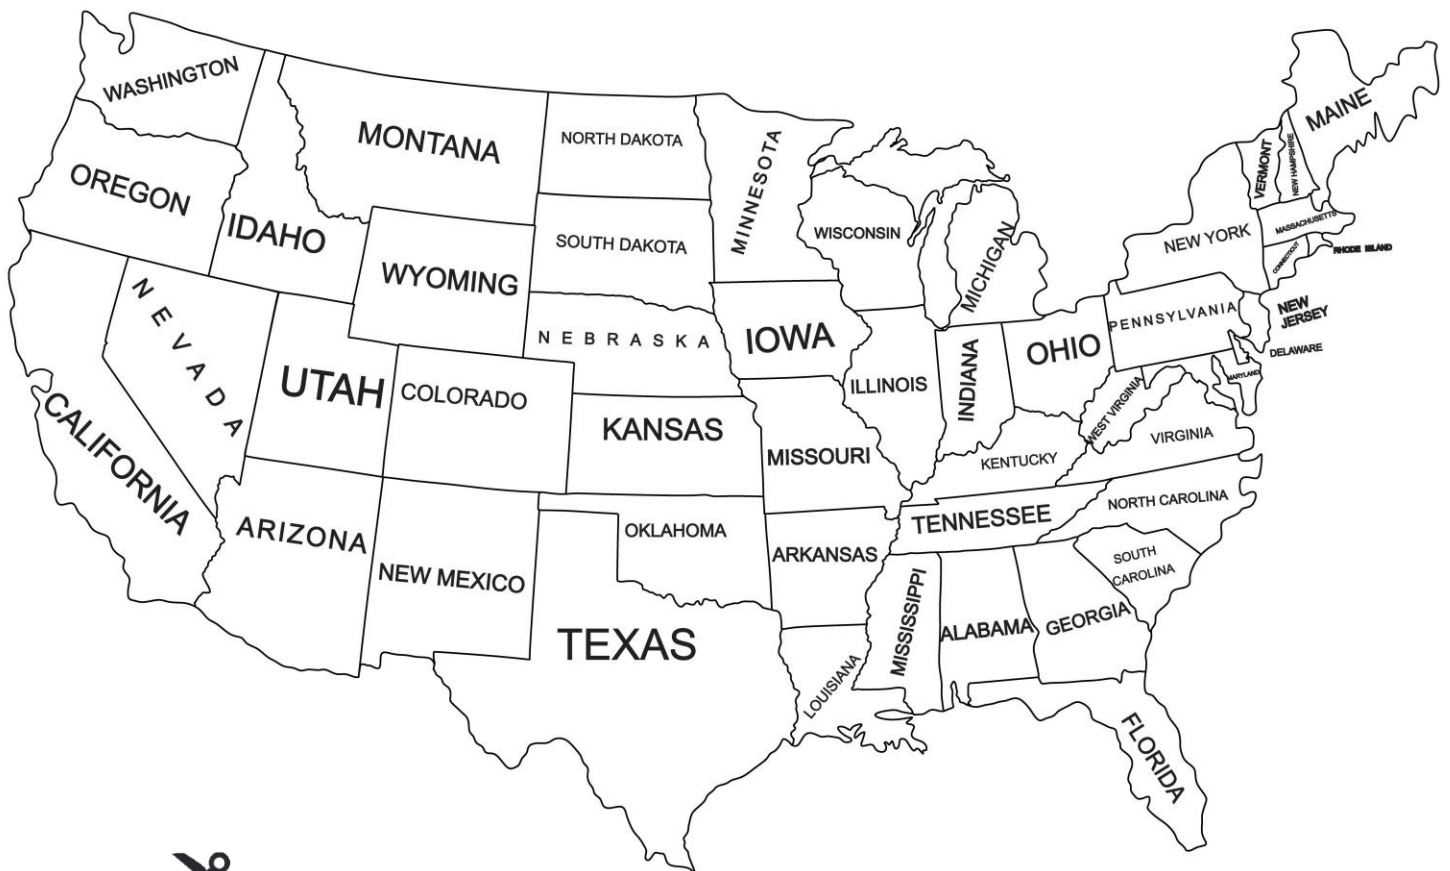 WASHINGTON
MONTANA
NORTH DAKOTA
MINNESOTA
MAINE
VERMONT
NEW HAMPSHIRE
OREGON
IDAHO
WYOMING
SOUTH DAKOTA
WISCONSIN
MICHIGAN
NEW YORK
MASSACHUSETTS
CONNECTICUT
RHODE ISLAND
NEVADA
UTAH
COLORADO
NEBRASKA
IOWA
ILLINOIS
INDIANA
OHIO
PENNSYLVANIA
NEW
JERSEY
DELAWARE
MARYLAND
CALIFORNIA
KANSAS
MISSOURI
KENTUCKY
WEST VIRGINIA
VIRGINIA
ARIZONA
NEW MEXICO
OKLAHOMA
ARKANSAS
TENNESSEE
NORTH CAROLINA
SOUTH
CAROLINA
TEXAS
LOUISIANA
MISSISSIPPI
ALABAMA
GEORGIA
FLORIDA